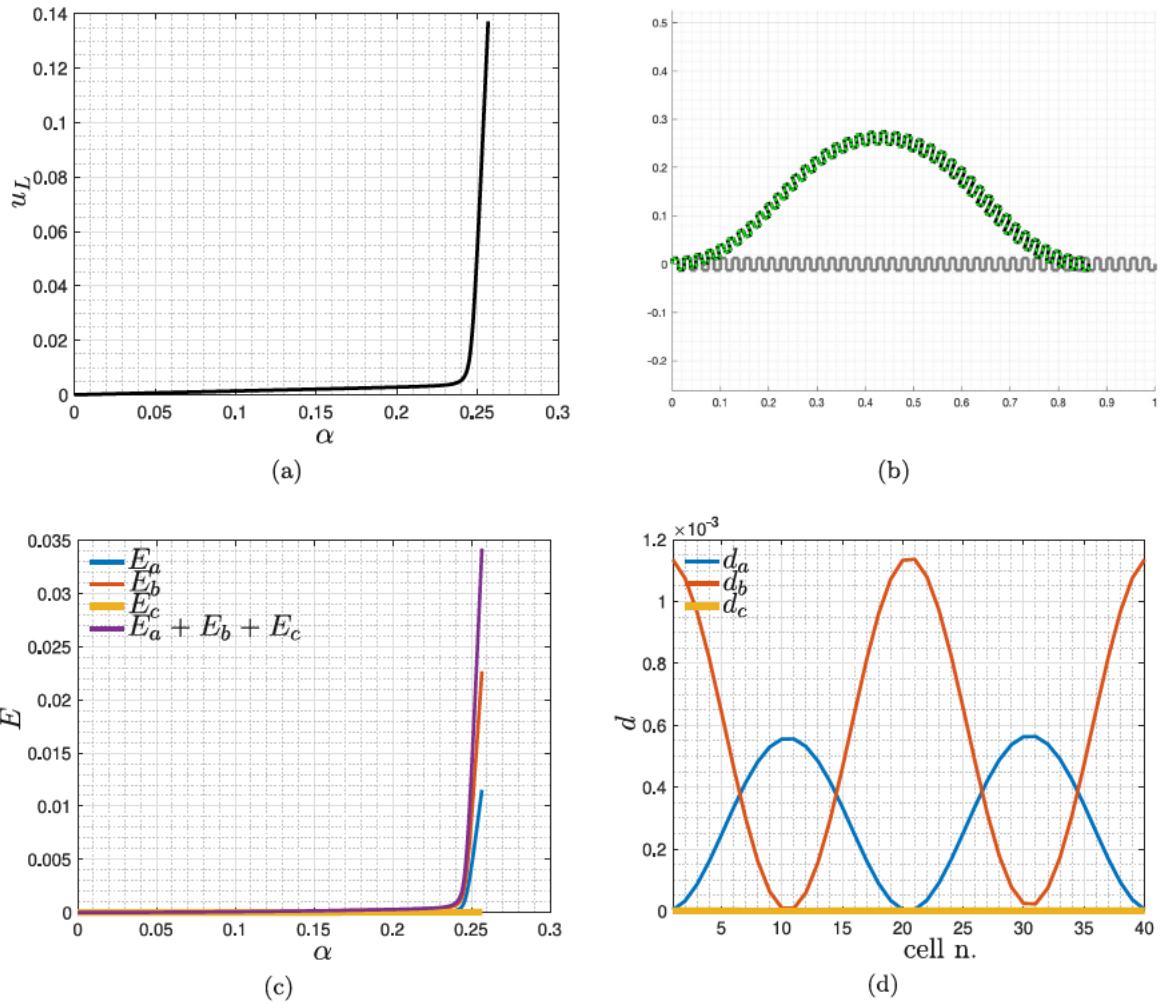 0.14
0.12
0.1
0.08
0.06
0.04
0.02
0
u_L
0 0.05 0.1 0.15 0.2 0.25 0.3
α
(a)
0.5
0.4
0.3
0.2
0.1
0
-0.1
-0.2
0 0.1 0.2 0.3 0.4 0.5 0.6 0.7 0.8 0.9 1
(b)
0.035
0.03
0.025
0.02
0.015
0.01
0.005
0
E
E_a
E_b
E_c
E_a + E_b + E_c
0 0.05 0.1 0.15 0.2 0.25 0.3
α
(c)
×10⁻³
1.2
1
0.8
0.6
0.4
0.2
0
d
d_a
d_b
d_c
5 10 15 20 25 30 35 40
cell n.
(d)